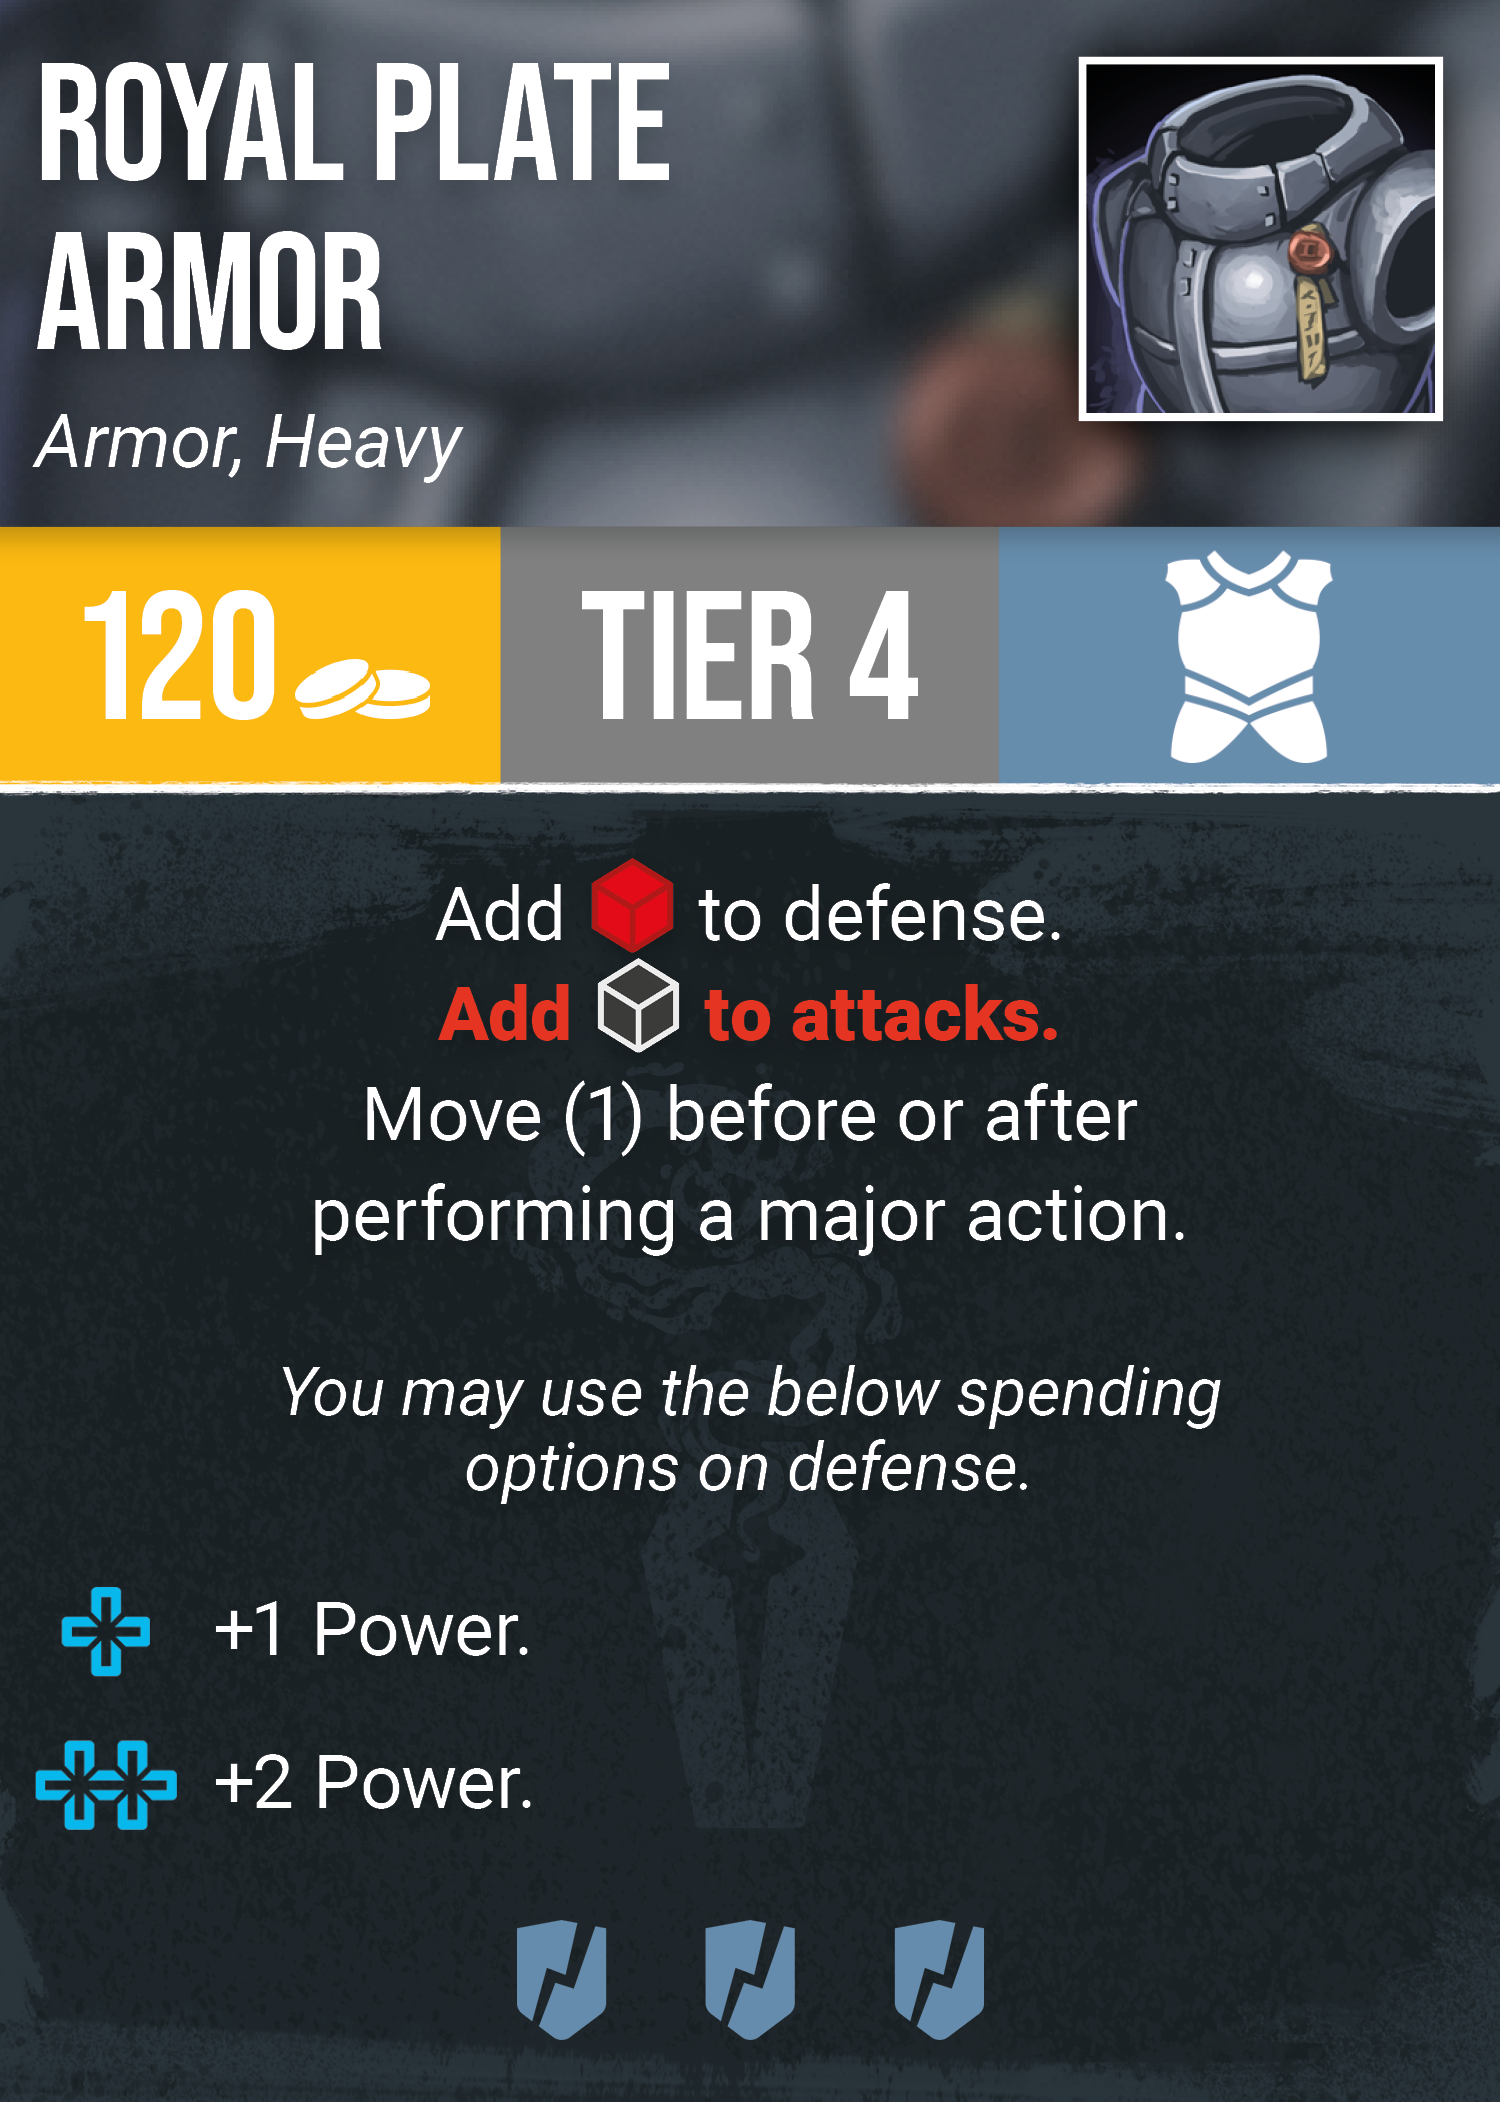 ROYAL PLATE
ARMOR
Armor, Heavy
120
TIER 4
Add to defense.
Add to attacks.
Move (1) before or after
performing a major action.
You may use the below spending
options on defense.
+1 Power.
+2 Power.